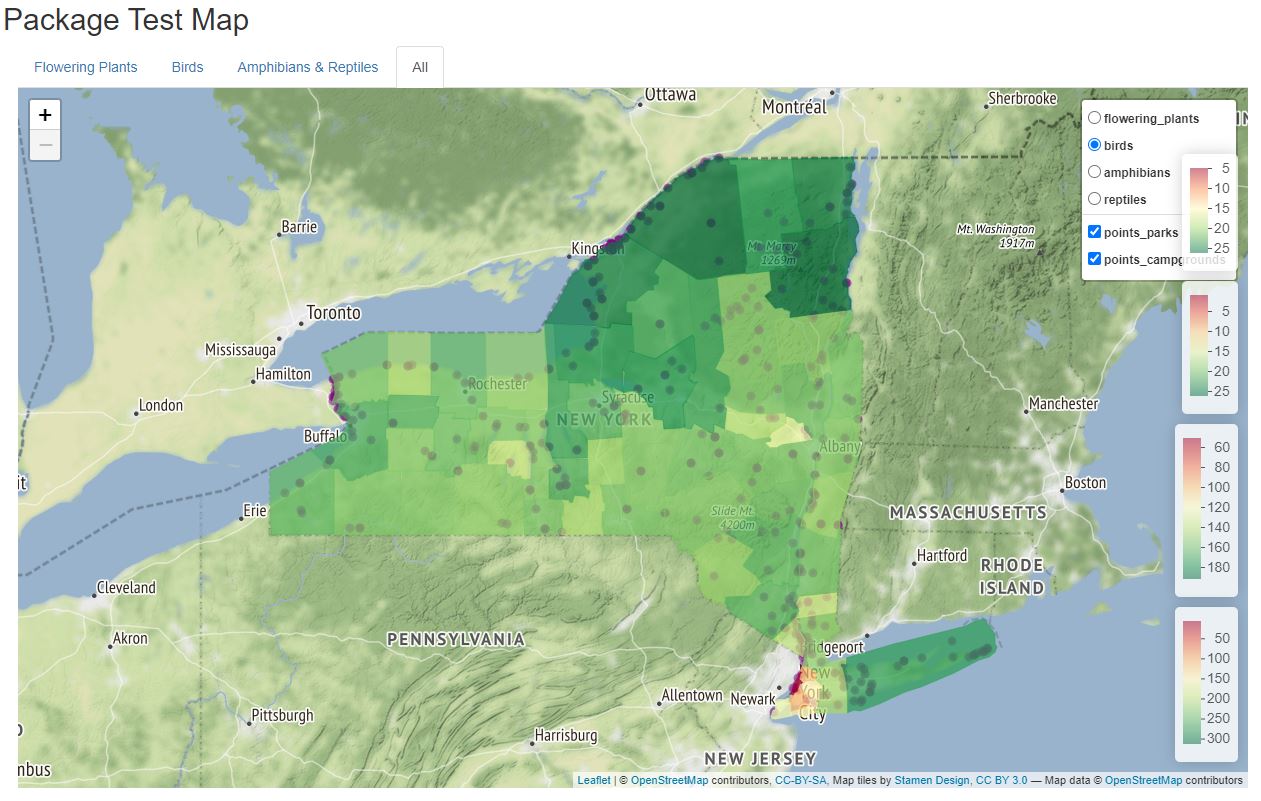 Package Test Map
Flowering Plants Birds Amphibians & Reptiles All
+
−
Ottawa
Montréal
Sherbrooke
flowering_plants
birds
amphibians
reptiles
points_parks
points_campgrounds
5
10
15
20
25
5
10
15
20
25
60
80
100
120
140
160
180
50
100
150
200
250
300
Barrie
Kingston
Mt. Marcy
1269m
Mt. Washington
1917m
Toronto
Mississauga
Hamilton
London
Rochester
Syracuse
NEW YORK
Buffalo
Albany
Manchester
Boston
Erie
Slide Mt.
4200m
MASSACHUSETTS
Hartford
RHODE
ISLAND
Cleveland
Akron
PENNSYLVANIA
Bridgeport
New
York
City
Allentown
Newark
Pittsburgh
Harrisburg
NEW JERSEY
mbus
Leaflet | © OpenStreetMap contributors, CC-BY-SA, Map tiles by Stamen Design, CC BY 3.0 — Map data © OpenStreetMap contributors